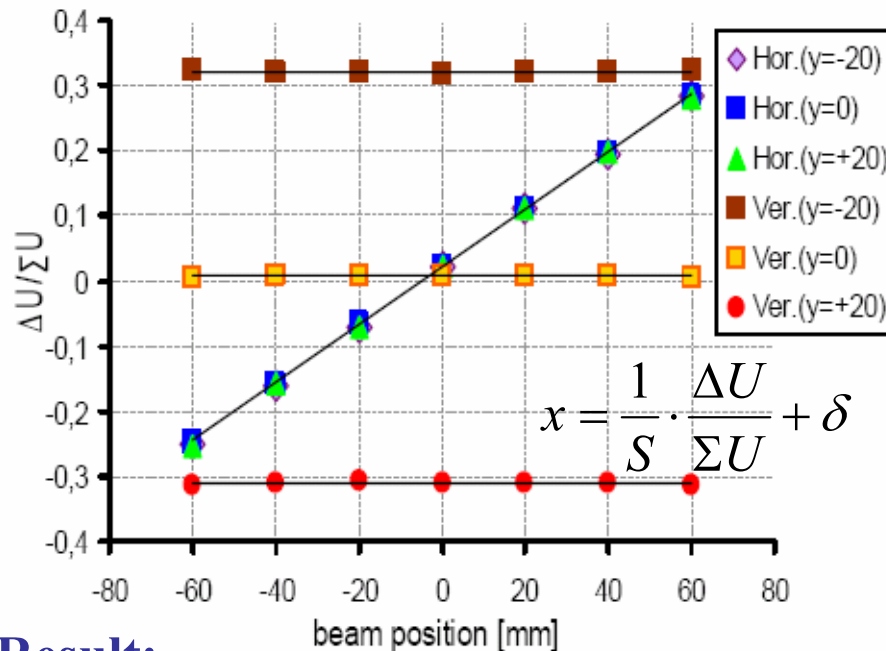 0,4
0,3
0,2
0,1
0
-0,1
-0,2
-0,3
-0,4
ΔU/ΣU
-80 -60 -40 -20 0 20 40 60 80
beam position [mm]
Hor.(y=-20)
Hor.(y=0)
Hor.(y=+20)
Ver.(y=-20)
Ver.(y=0)
Ver.(y=+20)
x = 1/S · ΔU/ΣU + δ
Result: